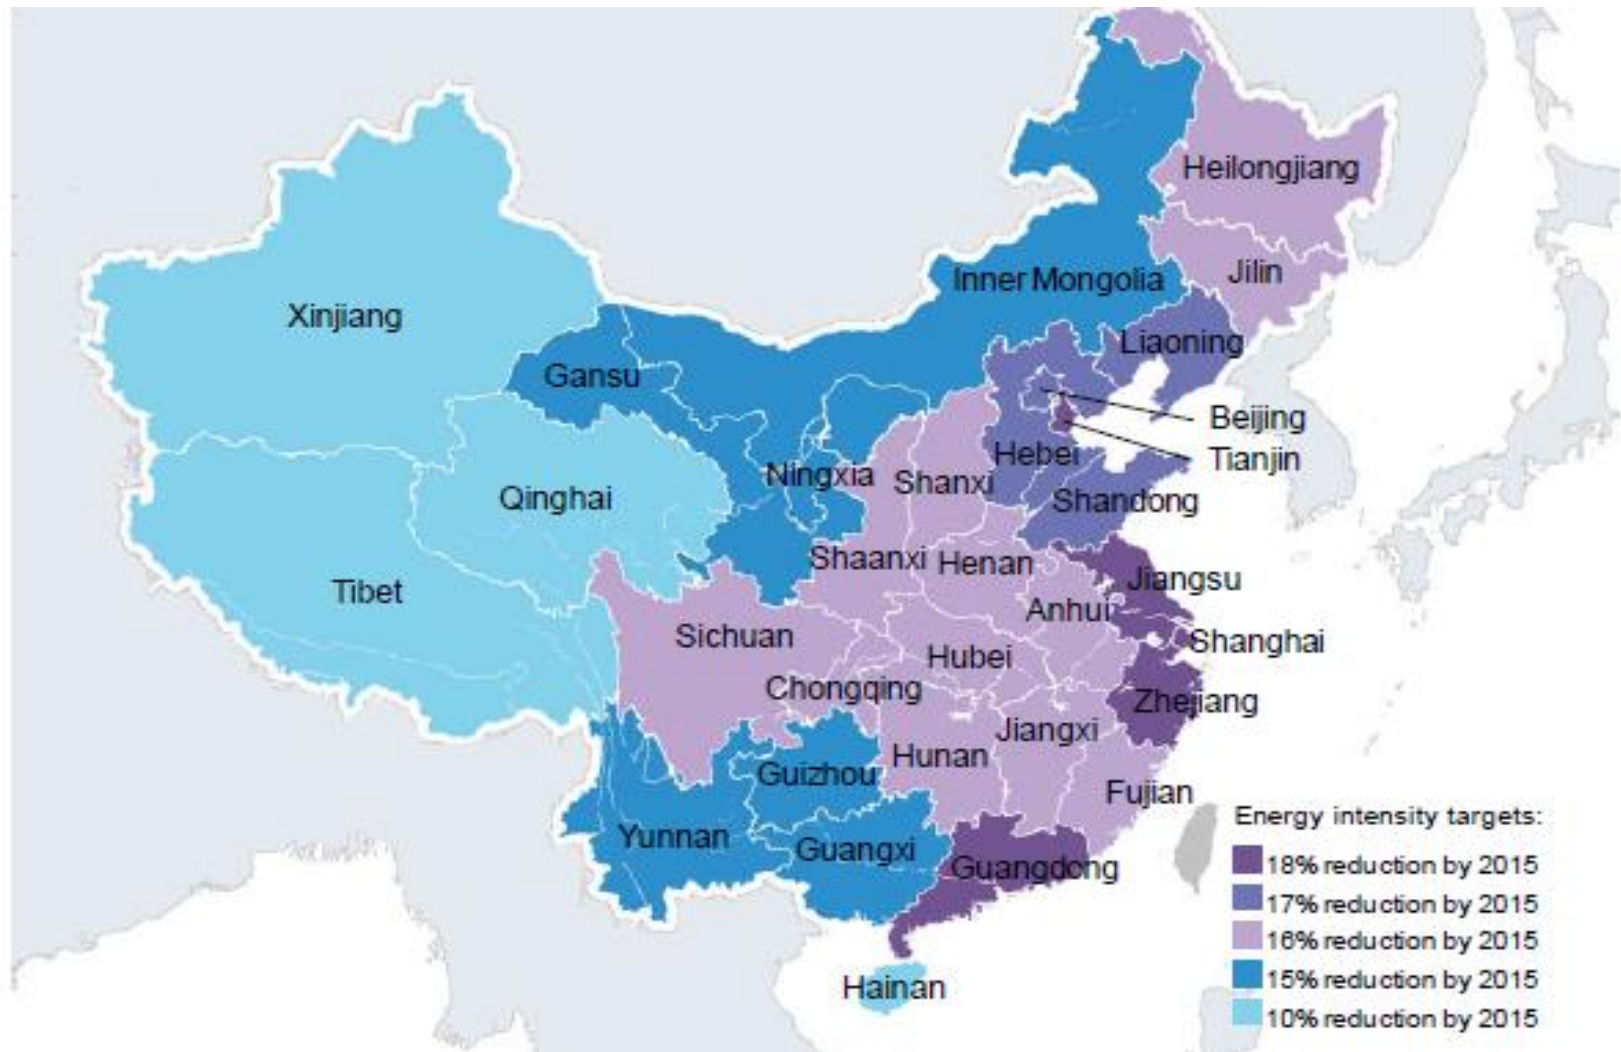 Heilongjiang
Jilin
Inner Mongolia
Xinjiang
Liaoning
Gansu
Beijing
Hebei
Tianjin
Ningxia
Shanxi
Qinghai
Shandong
Shaanxi
Henan
Jiangsu
Tibet
Anhui
Sichuan
Shanghai
Hubei
Chongqing
Zhejiang
Jiangxi
Hunan
Guizhou
Fujian
Yunnan
Guangxi
Guangdong
Hainan
Energy intensity targets:
18% reduction by 2015
17% reduction by 2015
16% reduction by 2015
15% reduction by 2015
10% reduction by 2015